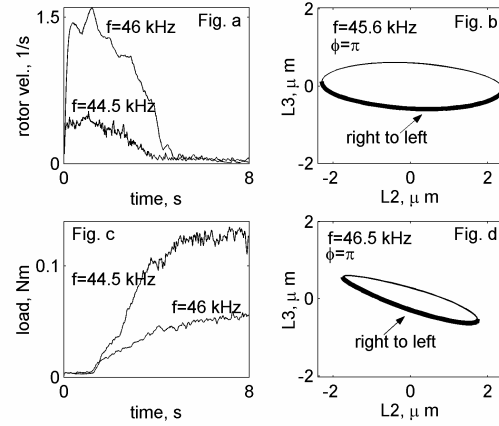 Fig. a
f=46 kHz
f=44.5 kHz
rotor vel., 1/s
1.5
0
0
4
8
time, s
Fig. b
f=45.6 kHz
ϕ=π
L3, μ m
2
0
-2
right to left
-2
0
2
L2, μ m
Fig. c
f=44.5 kHz
f=46 kHz
load, Nm
0.1
0
0
4
8
time, s
Fig. d
f=46.5 kHz
ϕ=π
L3, μ m
2
0
-2
right to left
-2
0
2
L2, μ m